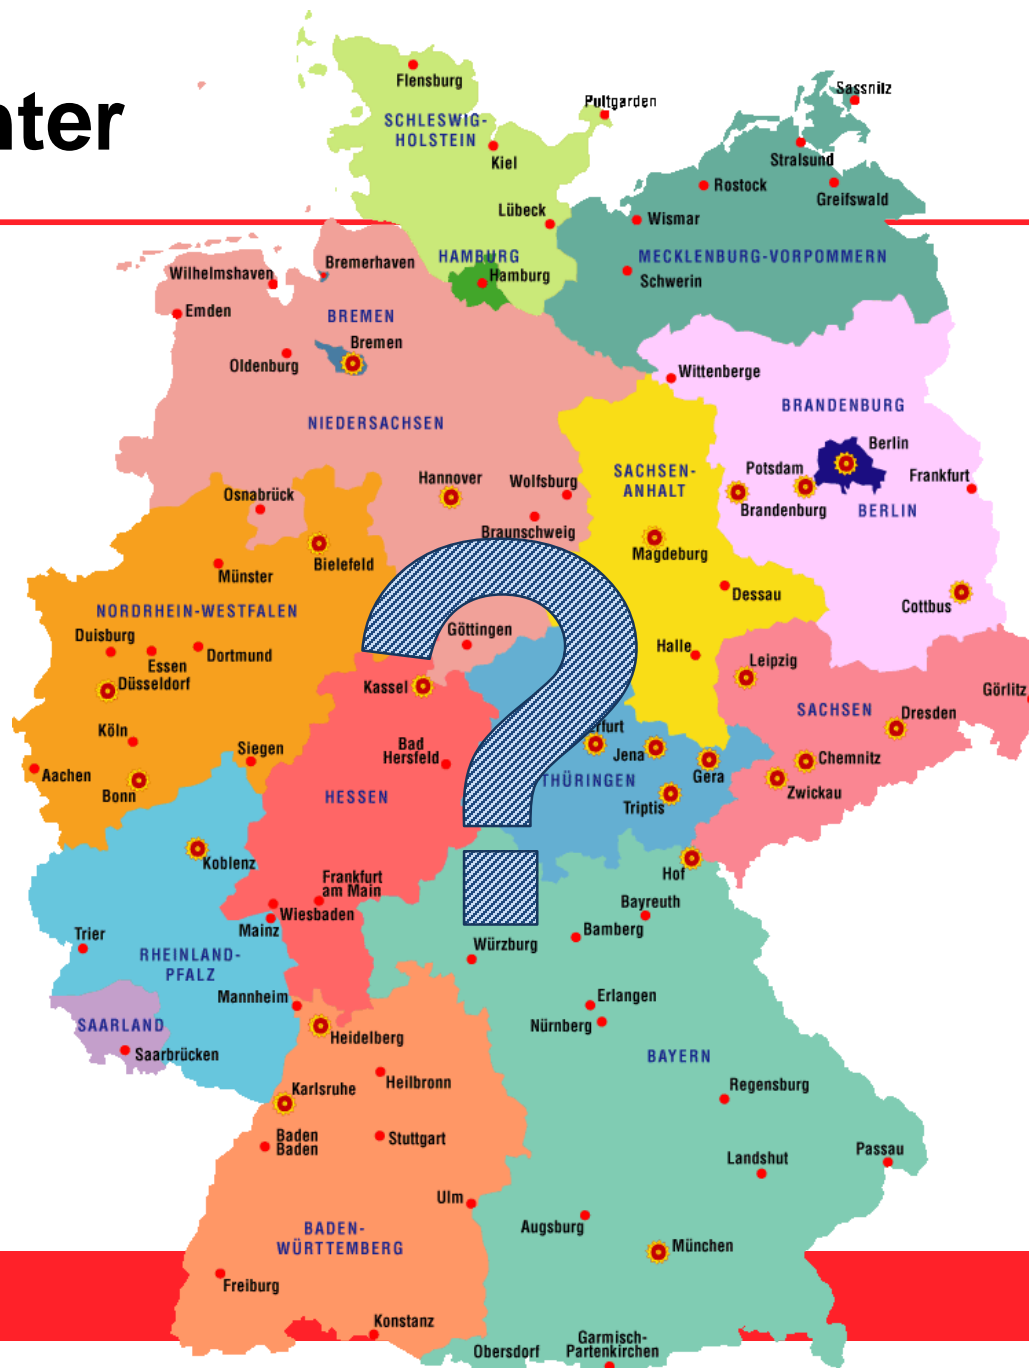 nter
Flensburg
Puttgarden
Sassnitz
SCHLESWIG-
HOLSTEIN
Kiel
Stralsund
Rostock
Greifswald
Lübeck
Wismar
HAMBURG
Hamburg
MECKLENBURG-VORPOMMERN
Schwerin
Wilhelmshaven
Bremerhaven
Emden
BREMEN
Bremen
Oldenburg
Wittenberge
NIEDERSACHSEN
BRANDENBURG
Berlin
Hannover
Wolfsburg
SACHSEN-
ANHALT
Potsdam
Frankfurt
Osnabrück
Braunschweig
Brandenburg
BERLIN
Bielefeld
Magdeburg
Münster
Dessau
Cottbus
NORDRHEIN-WESTFALEN
Duisburg
Göttingen
Essen
Dortmund
Halle
Leipzig
Düsseldorf
Kassel
Görlitz
SACHSEN
Dresden
Köln
Siegen
Bad
Hersfeld
Erfurt
Jena
Gera
Chemnitz
Aachen
Bonn
HESSEN
THÜRINGEN
Triptis
Zwickau
?
Koblenz
Hof
Frankfurt
am Main
Wiesbaden
Mainz
Bayreuth
Bamberg
Trier
Würzburg
RHEINLAND-
PFALZ
Mannheim
Erlangen
Nürnberg
SAARLAND
Saarbrücken
Heidelberg
BAYERN
Heilbronn
Karlsruhe
Regensburg
Baden
Baden
Stuttgart
Passau
Landshut
Ulm
Augsburg
BADEN-
WÜRTTEMBERG
München
Freiburg
Konstanz
Obersdorf
Garmisch-
Partenkirchen